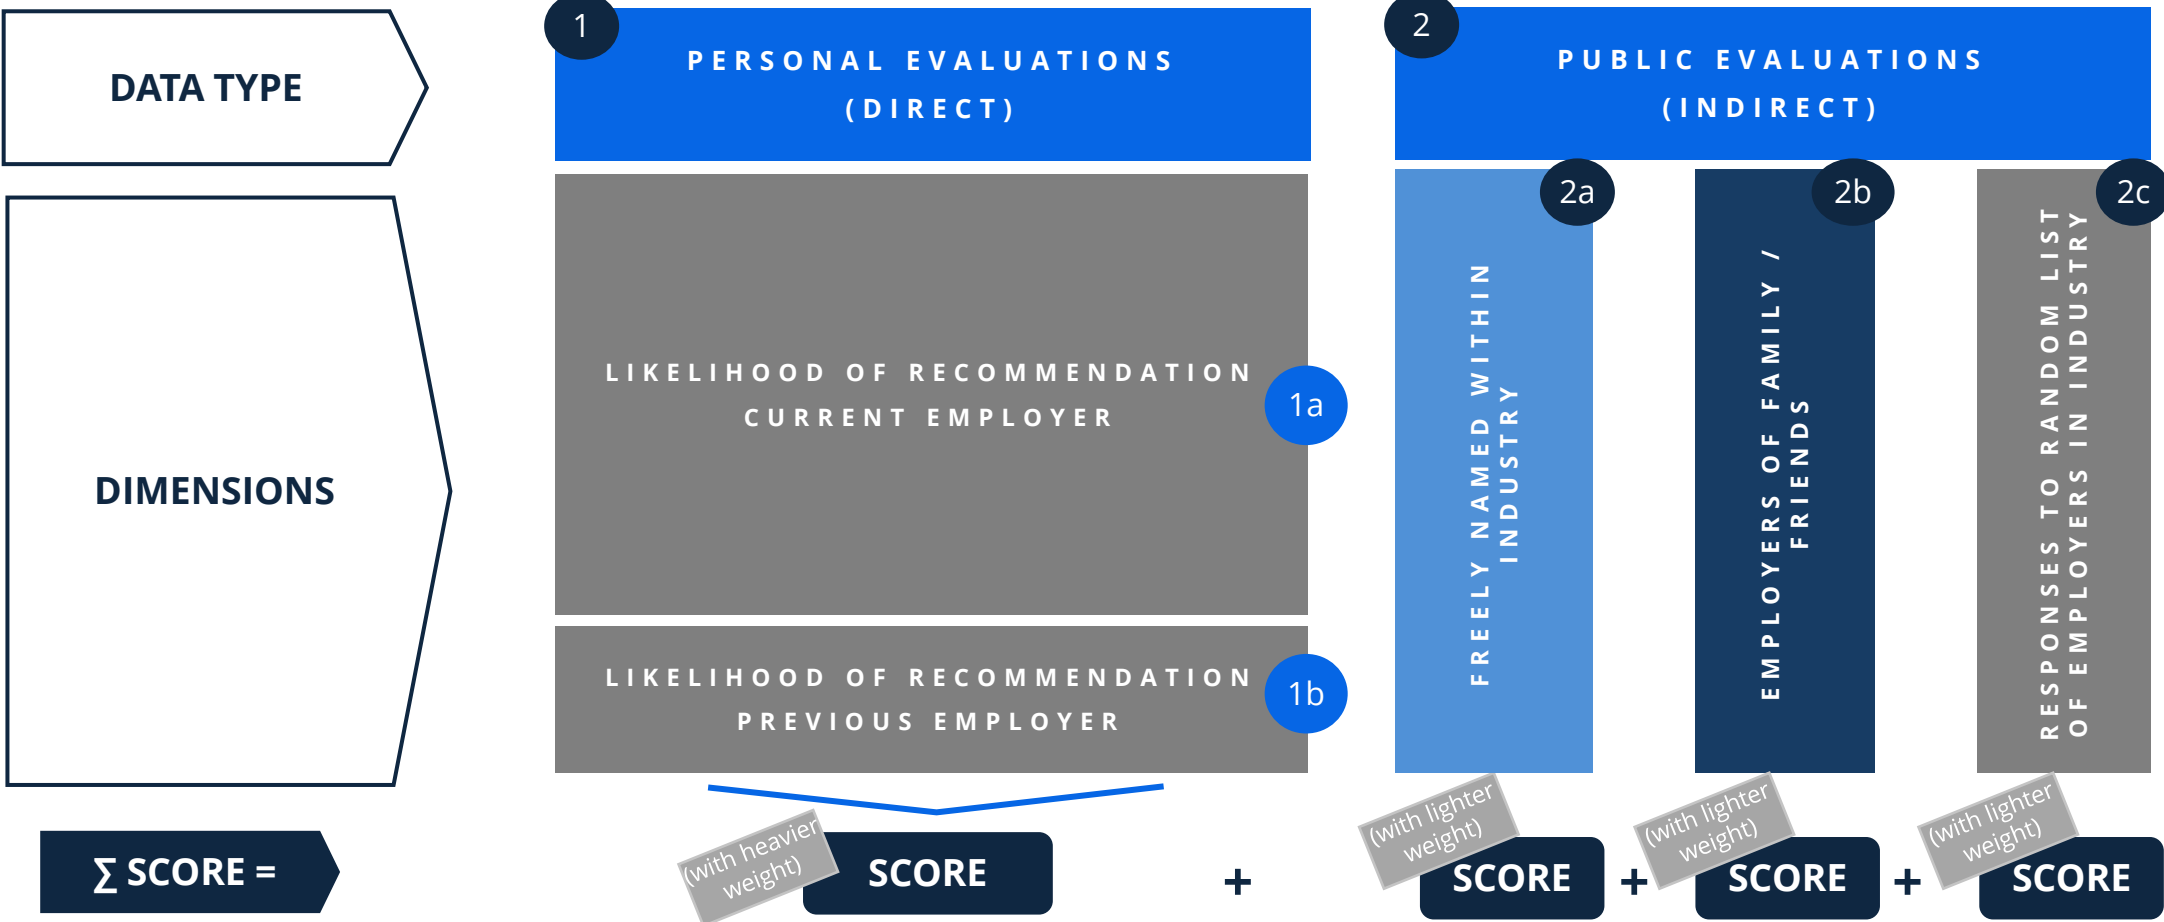 DATA TYPE
1
PERSONAL EVALUATIONS
(DIRECT)
2
PUBLIC EVALUATIONS
(INDIRECT)
DIMENSIONS
LIKELIHOOD OF RECOMMENDATION
CURRENT EMPLOYER
1a
LIKELIHOOD OF RECOMMENDATION
PREVIOUS EMPLOYER
1b
2a
FREELY NAMED WITHIN
INDUSTRY
2b
EMPLOYERS OF FAMILY /
FRIENDS
2c
RESPONSES TO RANDOM LIST
OF EMPLOYERS IN INDUSTRY
∑ SCORE =
(with heavier
weight)
SCORE
+
(with lighter
weight)
SCORE
+
(with lighter
weight)
SCORE
+
(with lighter
weight)
SCORE